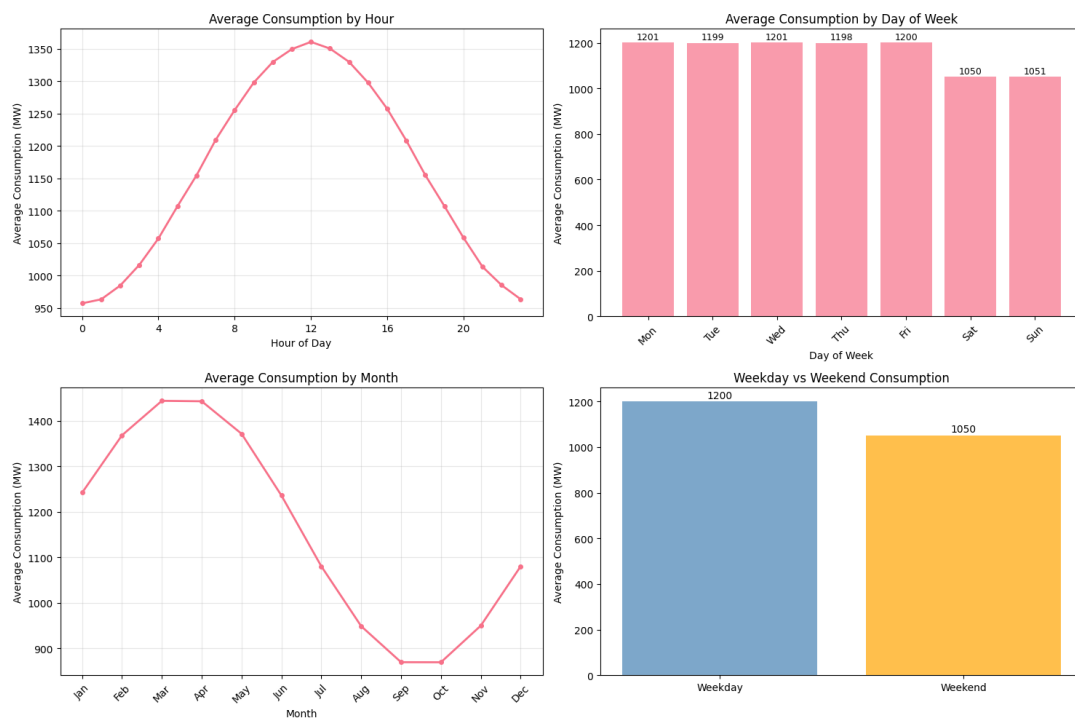 Average Consumption by Hour
Average Consumption (MW)
1350
1300
1250
1200
1150
1100
1050
1000
950
0 4 8 12 16 20
Hour of Day
Average Consumption by Day of Week
Average Consumption (MW)
1200
1000
800
600
400
200
0
1201 1199 1201 1198 1200 1050 1051
Mon Tue Wed Thu Fri Sat Sun
Day of Week
Average Consumption by Month
Average Consumption (MW)
1400
1300
1200
1100
1000
900
Jan Feb Mar Apr May Jun Jul Aug Sep Oct Nov Dec
Month
Weekday vs Weekend Consumption
Average Consumption (MW)
1200
1000
800
600
400
200
0
1200 1050
Weekday Weekend